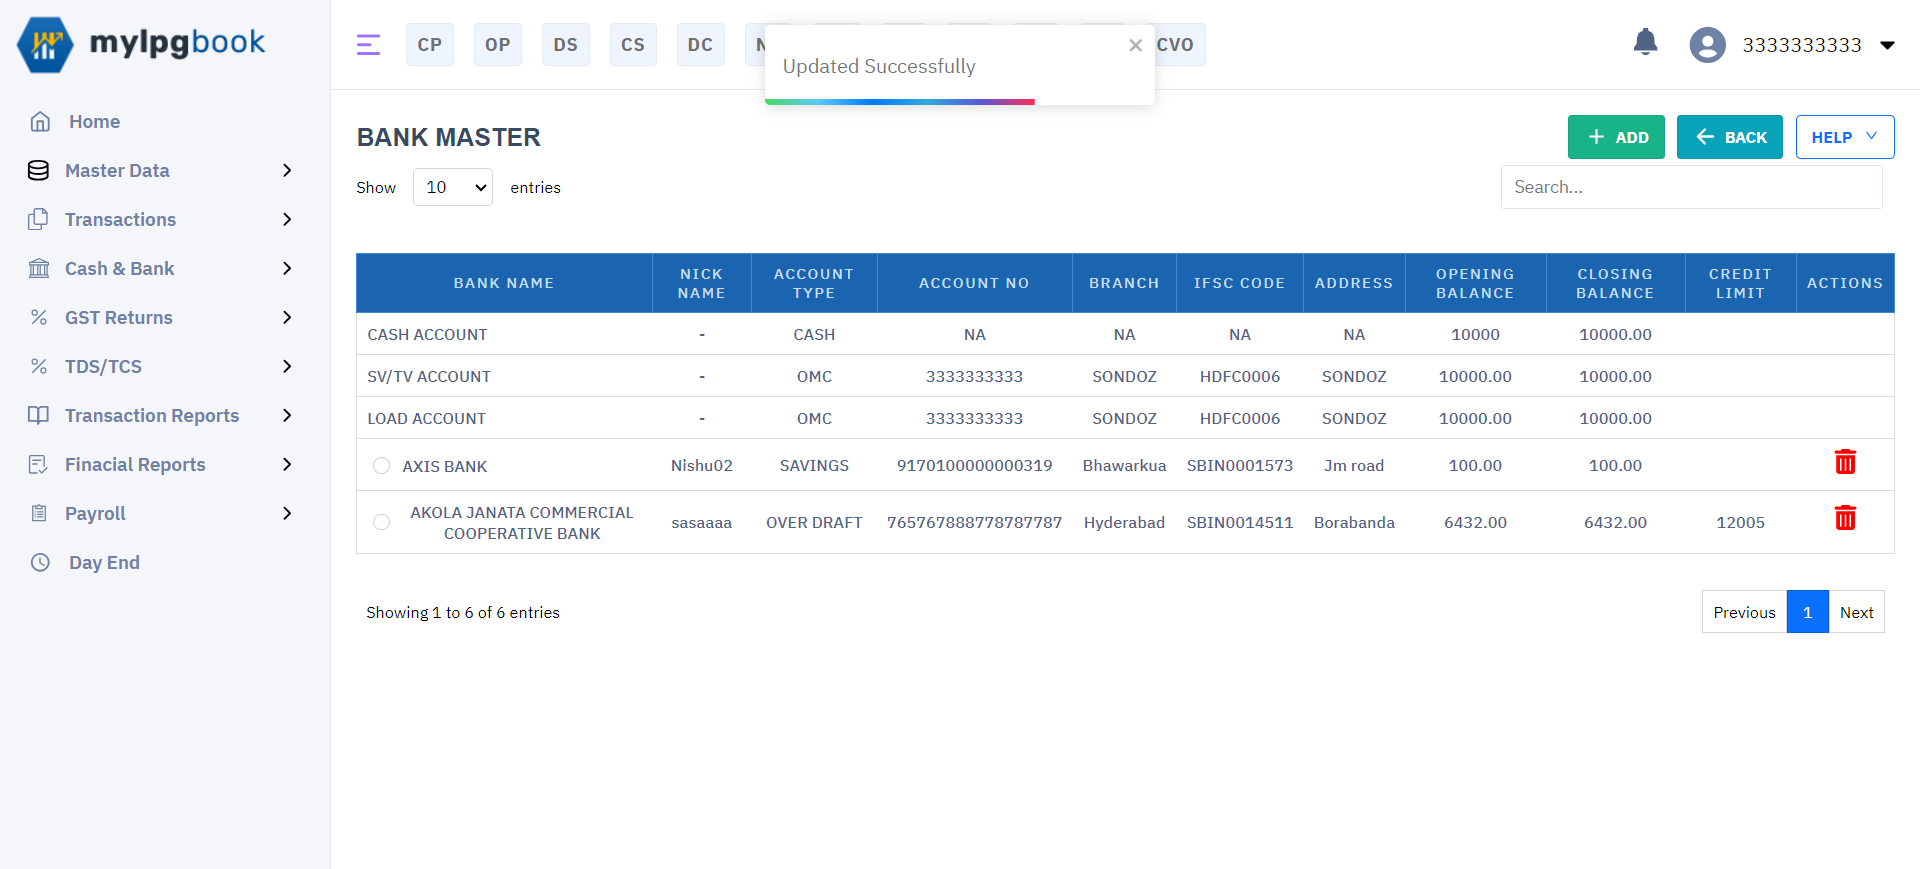 mylpgbook
CP OP DS CS DC CVO
Updated Successfully
3333333333
Home
Master Data
Transactions
Cash & Bank
GST Returns
TDS/TCS
Transaction Reports
Finacial Reports
Payroll
Day End
BANK MASTER
ADD BACK HELP
Show 10 entries
Search...
BANK NAME NICK NAME ACCOUNT TYPE ACCOUNT NO BRANCH IFSC CODE ADDRESS OPENING BALANCE CLOSING BALANCE CREDIT LIMIT ACTIONS
CASH ACCOUNT - CASH NA NA NA NA 10000 10000.00
SV/TV ACCOUNT - OMC 3333333333 SONDOZ HDFC0006 SONDOZ 10000.00 10000.00
LOAD ACCOUNT - OMC 3333333333 SONDOZ HDFC0006 SONDOZ 10000.00 10000.00
AXIS BANK Nishu02 SAVINGS 9170100000000319 Bhawarkua SBIN0001573 Jm road 100.00 100.00
AKOLA JANATA COMMERCIAL COOPERATIVE BANK sasaaaa OVER DRAFT 765767888778787787 Hyderabad SBIN0014511 Borabanda 6432.00 6432.00 12005
Showing 1 to 6 of 6 entries
Previous 1 Next